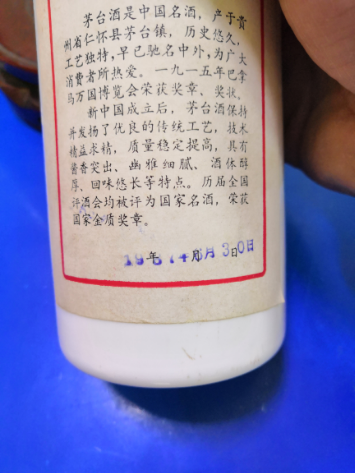 茅台酒是中国名酒，产于贵
州省仁怀县茅台镇，历史悠久，
工艺独特，早已驰名中外，为广大
消费者所热爱。一九一五年巴拿
马万国博览会荣获奖章、奖状。
新中国成立后，茅台酒保持
并发扬了优良的传统工艺，技术
精益求精，质量稳定提高，具有
酱香突出、幽雅细腻、酒体醇
厚、回味悠长等特点。历届全国
评酒会均被评为国家名酒，荣获
国家金质奖章。
年 月30日